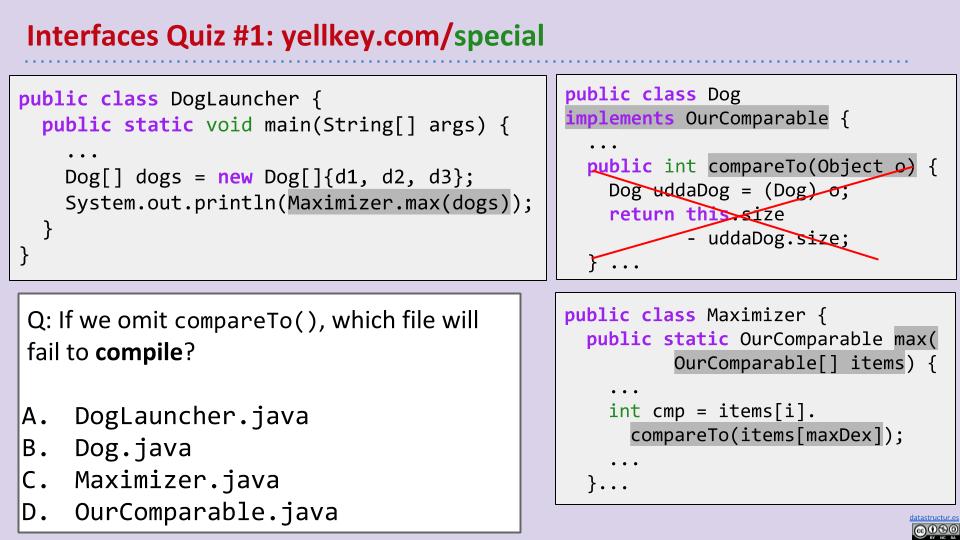 Interfaces Quiz #1: yellkey.com/special
public class DogLauncher {
public static void main(String[] args) {
...
Dog[] dogs = new Dog[]{d1, d2, d3};
System.out.println(Maximizer.max(dogs));
}
}
public class Dog
implements OurComparable {
...
public int compareTo(Object o) {
Dog uddaDog = (Dog) o;
return this.size
- uddaDog.size;
} ...
Q: If we omit compareTo(), which file will
fail to compile?
A. DogLauncher.java
B. Dog.java
C. Maximizer.java
D. OurComparable.java
public class Maximizer {
public static OurComparable max(
OurComparable[] items) {
...
int cmp = items[i].
compareTo(items[maxDex]);
...
}...
datastructur.es
CC BY NC SA